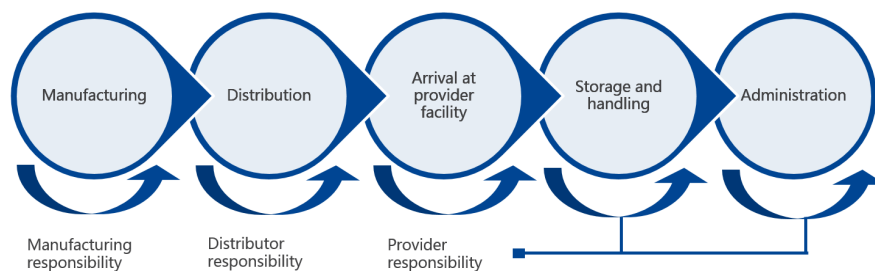 Manufacturing
Distribution
Arrival at
provider
facility
Storage and
handling
Administration
Manufacturing
responsibility
Distributor
responsibility
Provider
responsibility